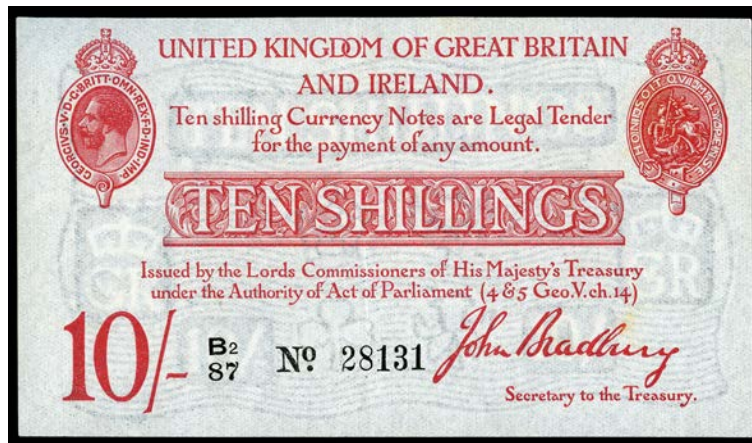 UNITED KINGDOM OF GREAT BRITAIN
AND IRELAND.
GEORGIVS·V·D·G·BRITT·OMN·REX·F·D·IND·IMP·
HONI·SOIT·QVI·MAL·Y·PENSE
Ten shilling Currency Notes are Legal Tender
for the payment of any amount.
TEN SHILLINGS
GR
GR
Issued by the Lords Commissioners of His Majesty's Treasury
under the Authority of Act of Parliament (4 & 5 Geo.V.ch.14)
10/-
B2
87
Nº 28131
John Bradbury
Secretary to the Treasury.